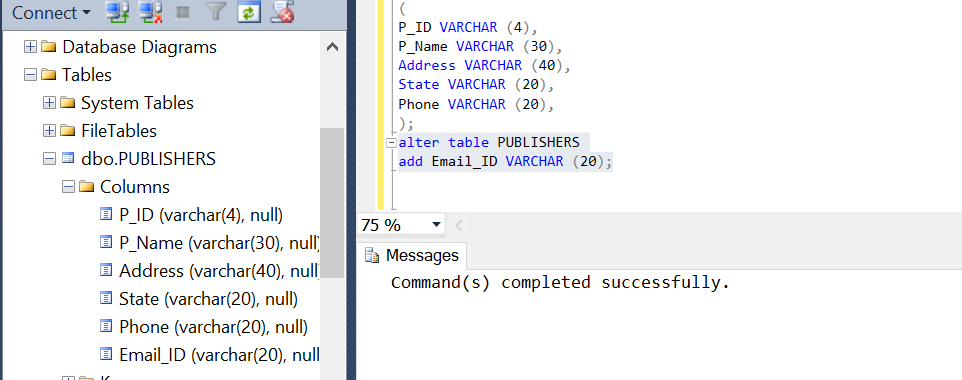 Connect
Database Diagrams
Tables
System Tables
FileTables
dbo.PUBLISHERS
Columns
P_ID (varchar(4), null)
P_Name (varchar(30), null)
Address (varchar(40), null
State (varchar(20), null)
Phone (varchar(20), null)
Email_ID (varchar(20), null
(
P_ID VARCHAR (4),
P_Name VARCHAR (30),
Address VARCHAR (40),
State VARCHAR (20),
Phone VARCHAR (20),
);
alter table PUBLISHERS
add Email_ID VARCHAR (20);
75 %
Messages
Command(s) completed successfully.